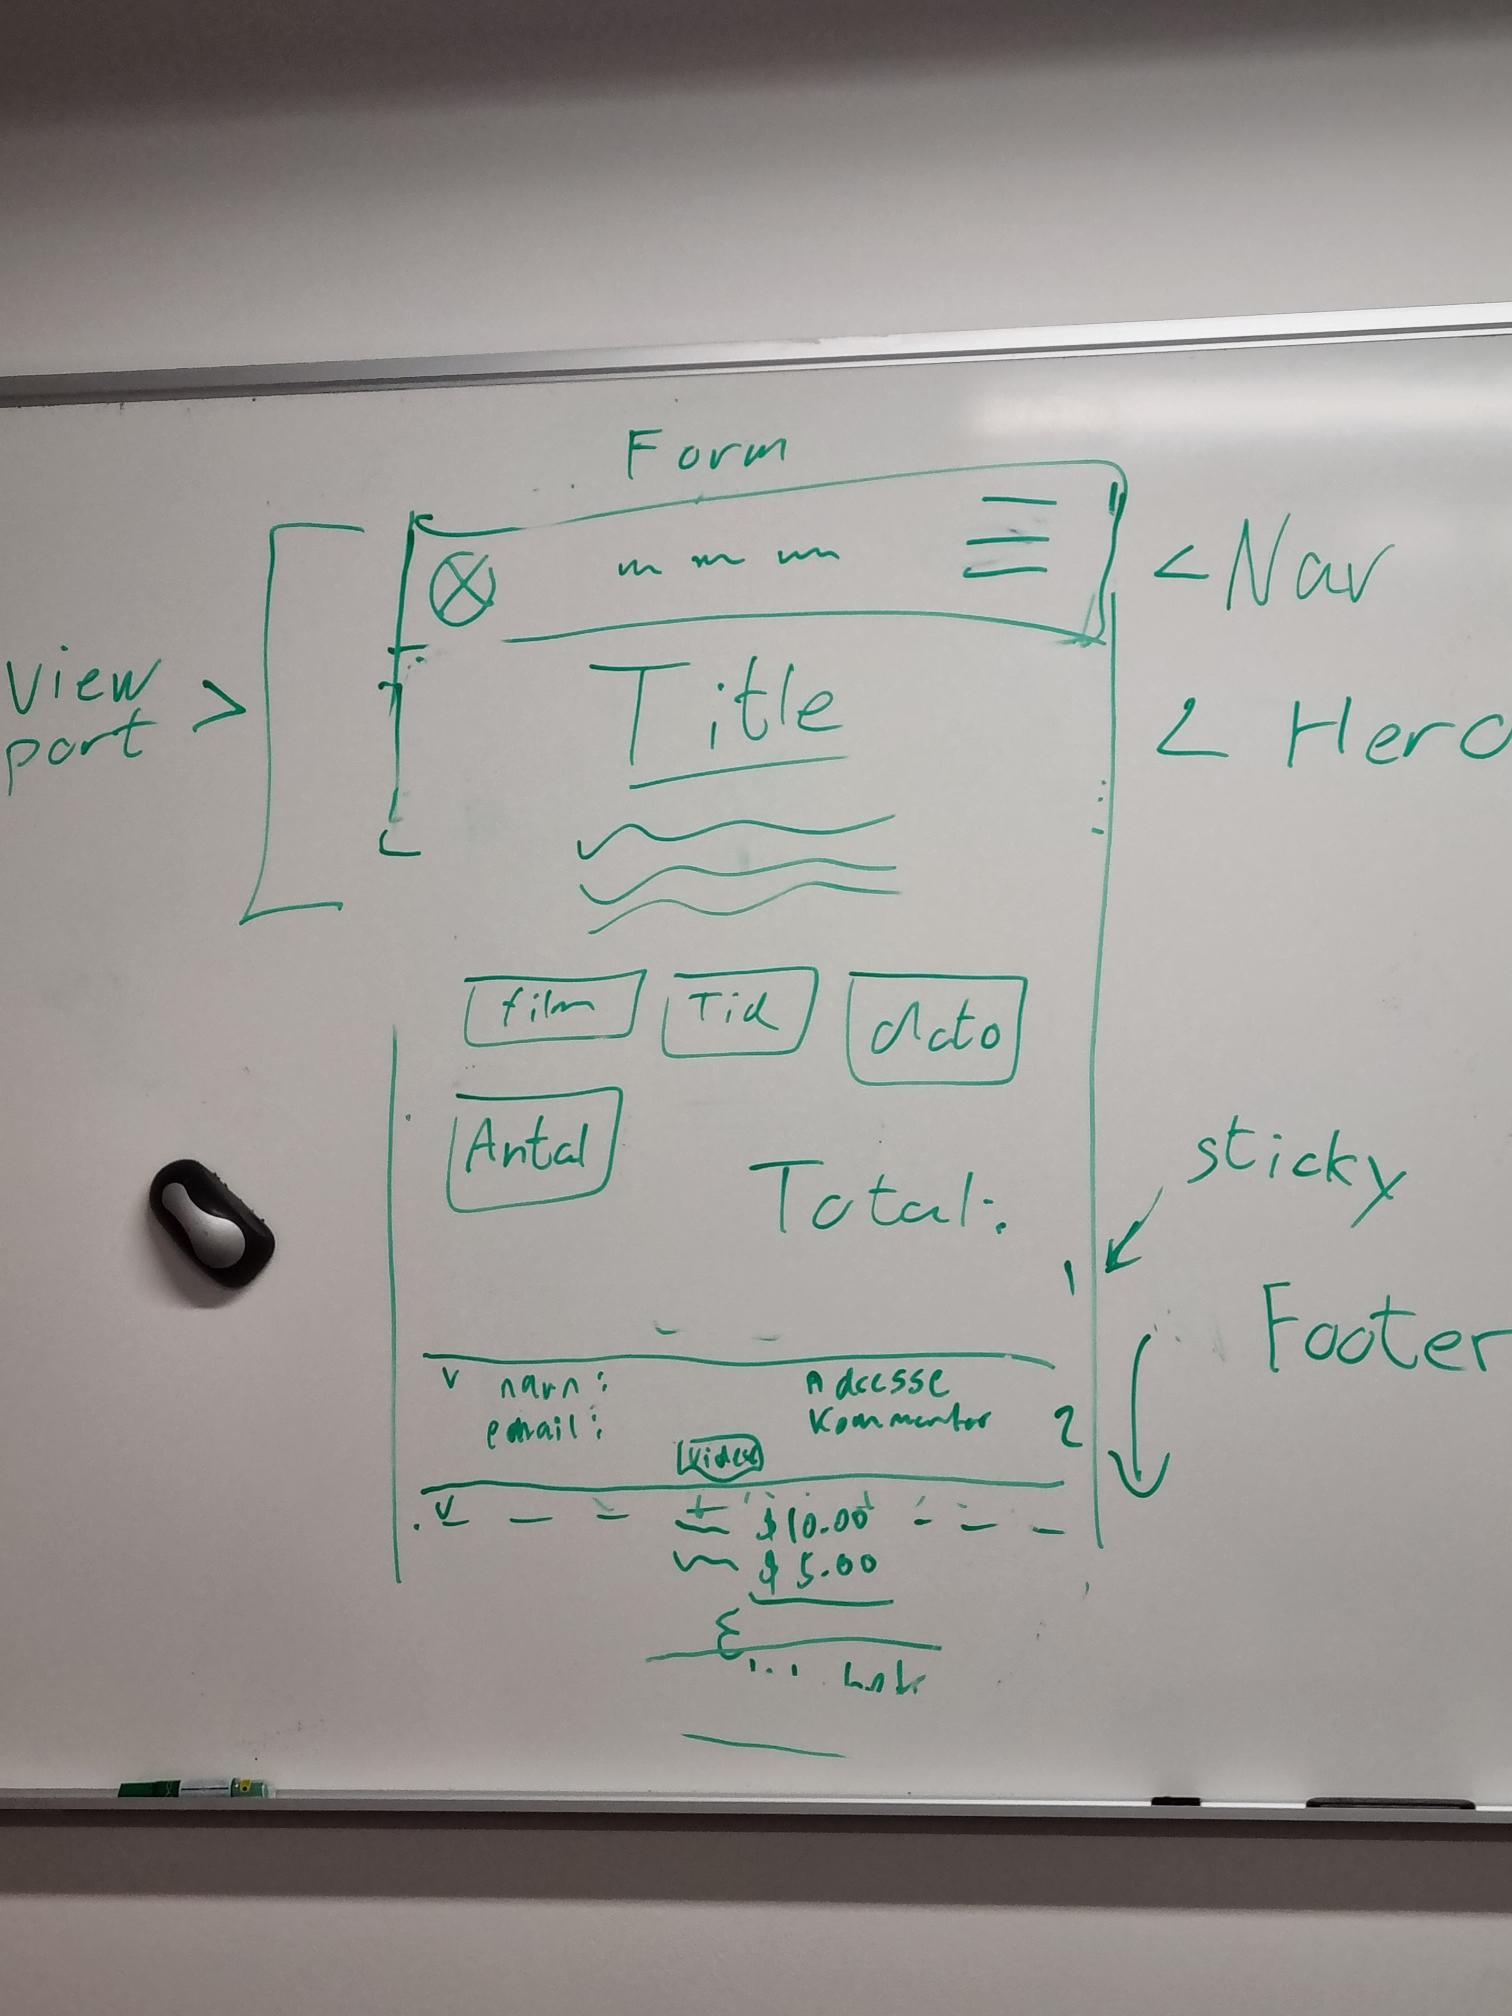 Form
< Nav
View
port >
Title
< Hero
film Tid dato
Antal
Total:
sticky
1
Footer
v navn: Adresse
email: Kommentar 2
Videre
v
$10.00
$5.00